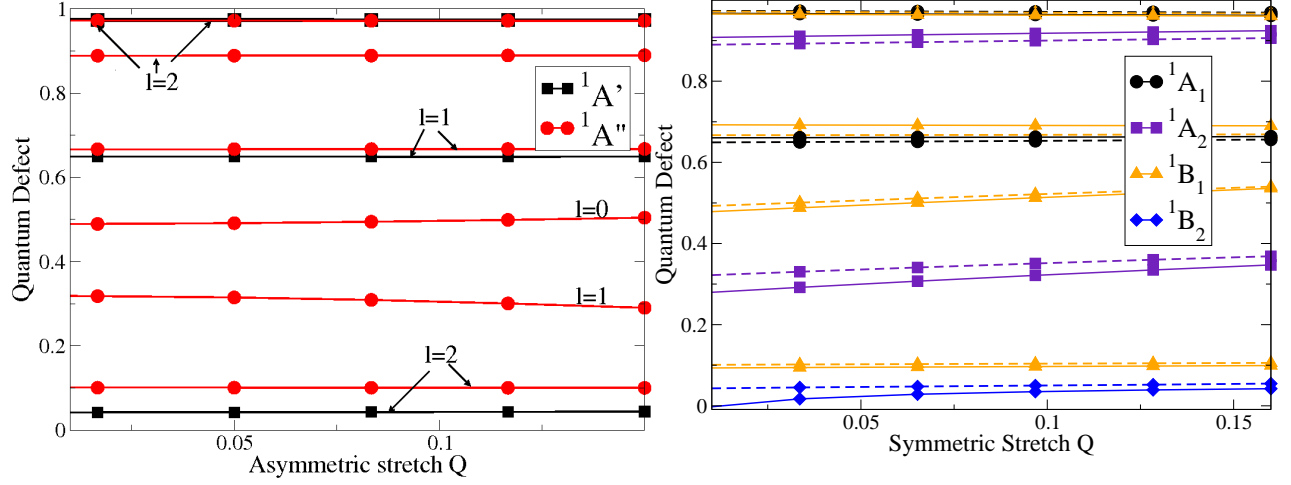 1
l=2
0.8
0.6
0.4
0.2
0
Quantum Defect
¹A’
¹A"
l=1
l=0
l=1
l=2
0.05
0.1
Asymmetric stretch Q
0.8
0.6
0.4
0.2
0
Quantum Defect
¹A₁
¹A₂
¹B₁
¹B₂
0.05
0.1
0.15
Symmetric Stretch Q